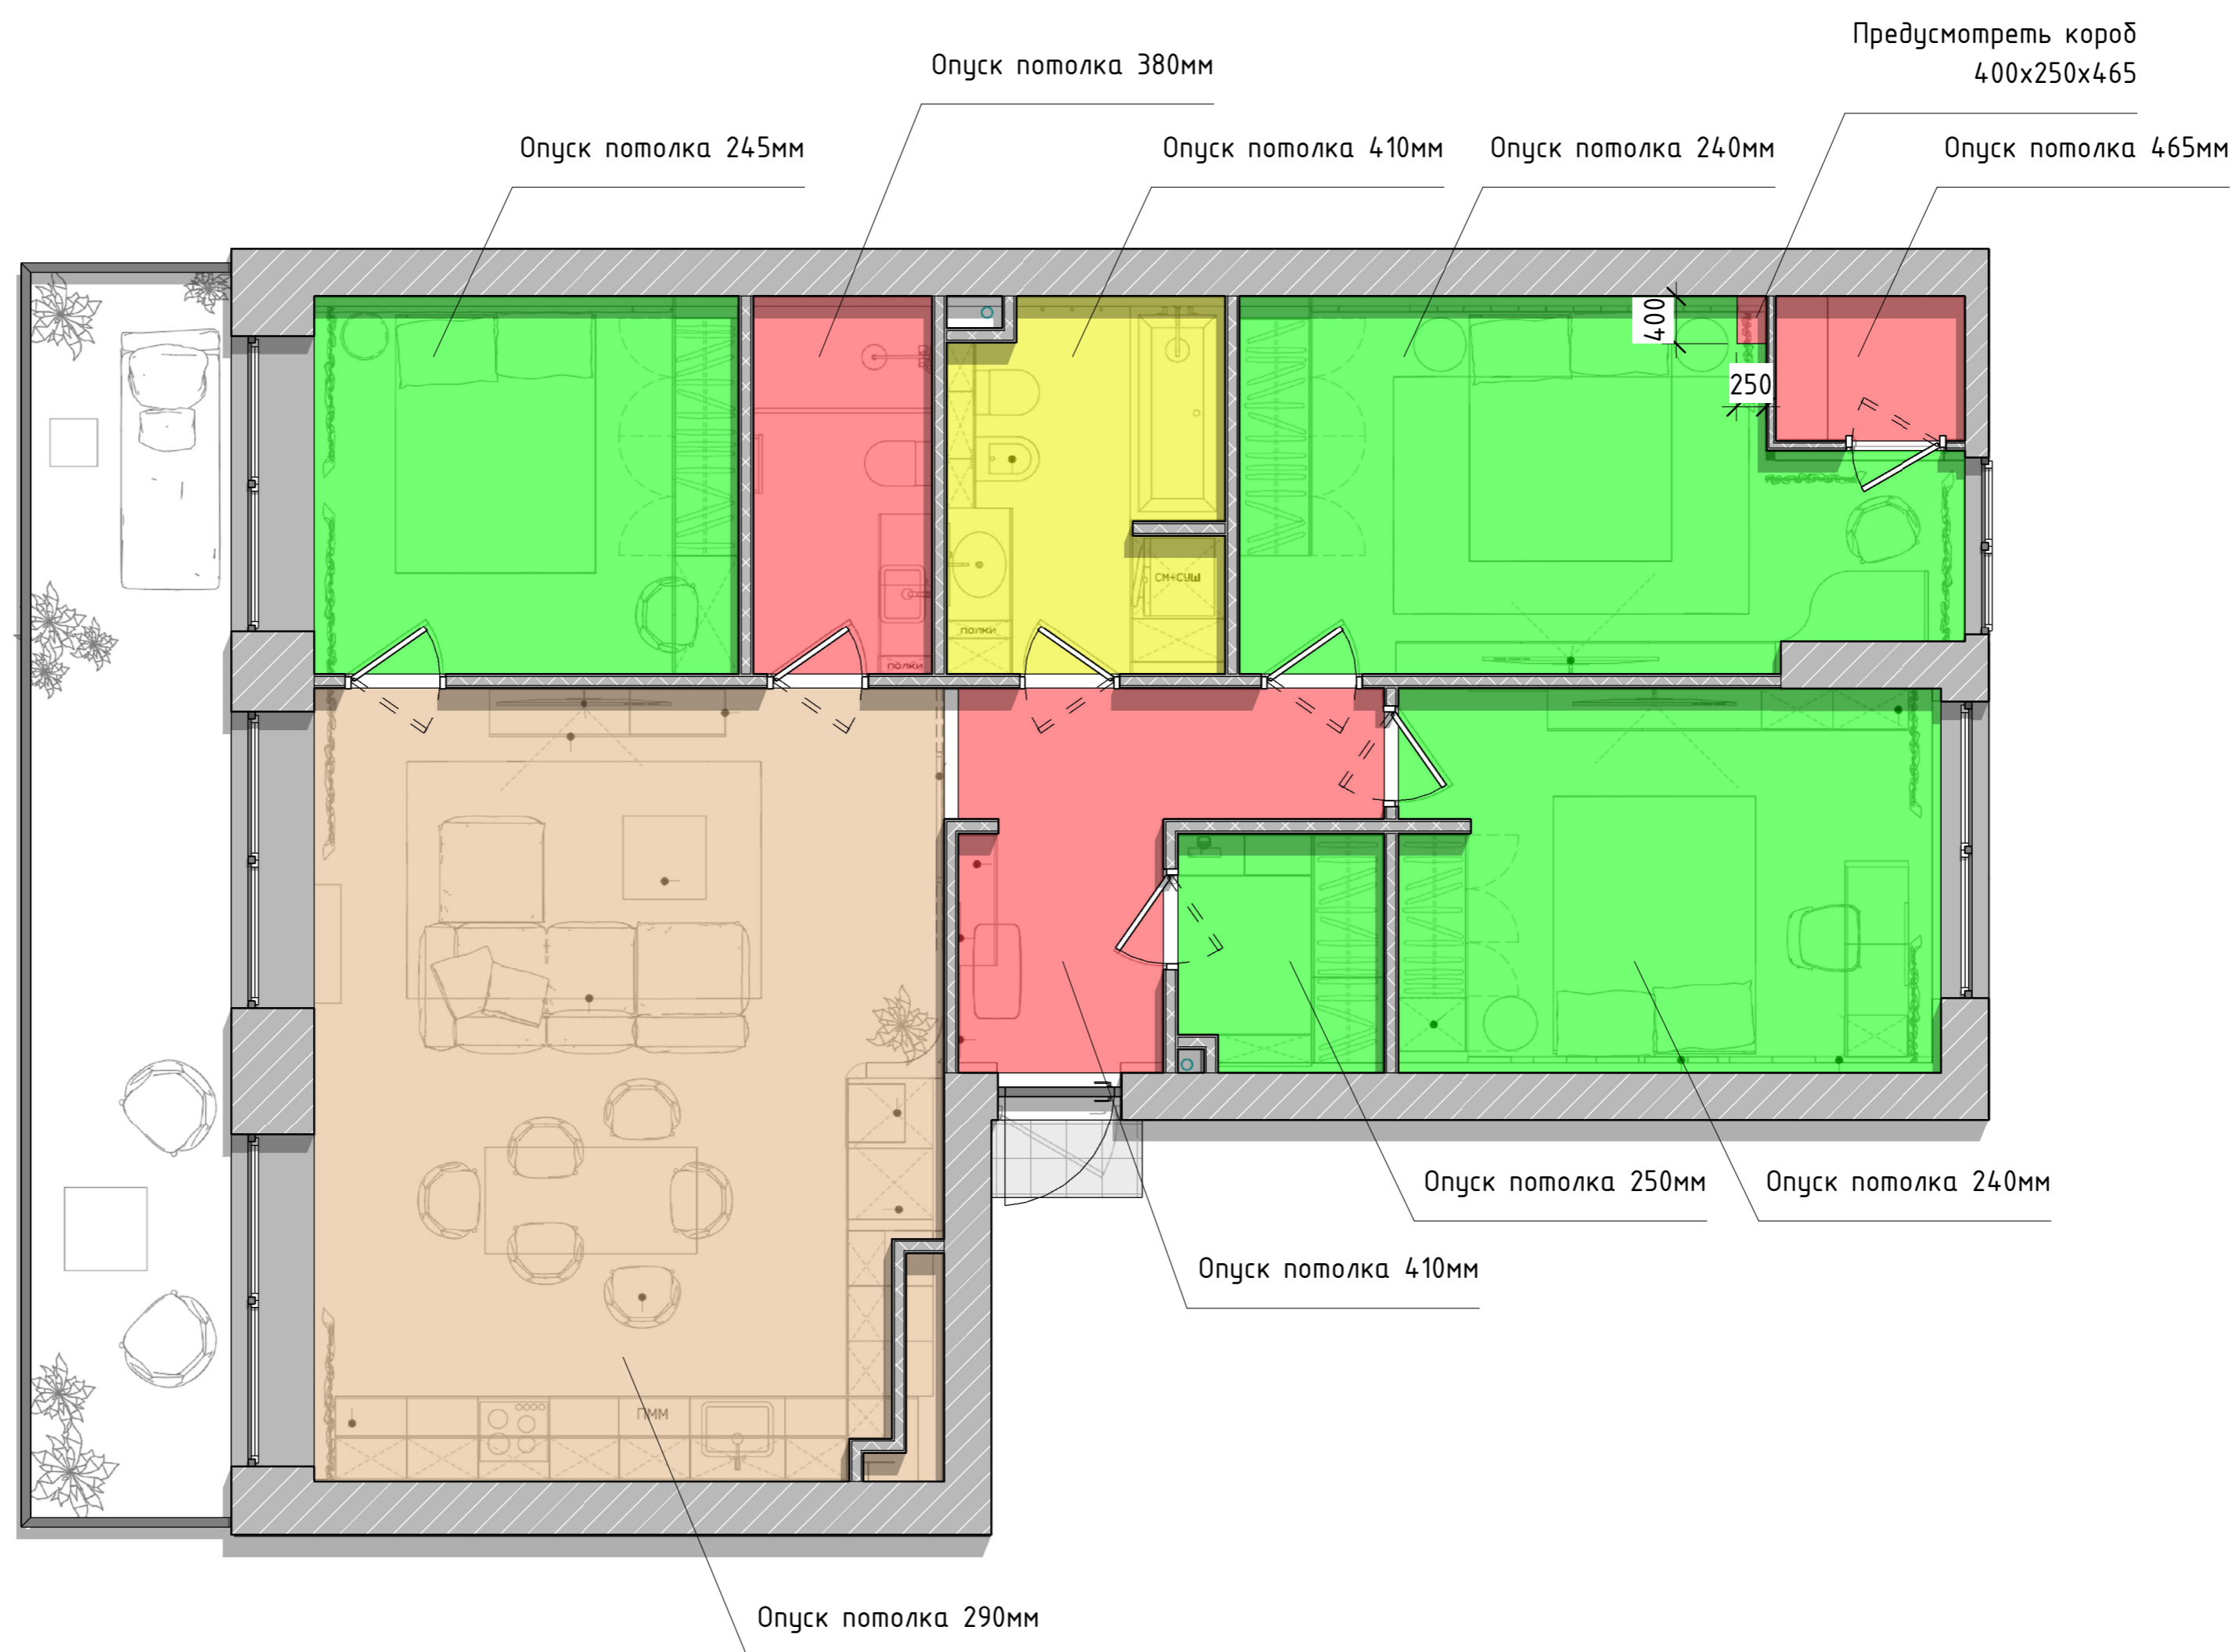 Предусмотреть короб
400х250х465
Опуск потолка 380мм
Опуск потолка 245мм
Опуск потолка 410мм
Опуск потолка 240мм
Опуск потолка 465мм
400
250
СМ+СУШ
ПОЛКИ
ПОЛКИ
Опуск потолка 250мм
Опуск потолка 240мм
Опуск потолка 410мм
ПММ
Опуск потолка 290мм